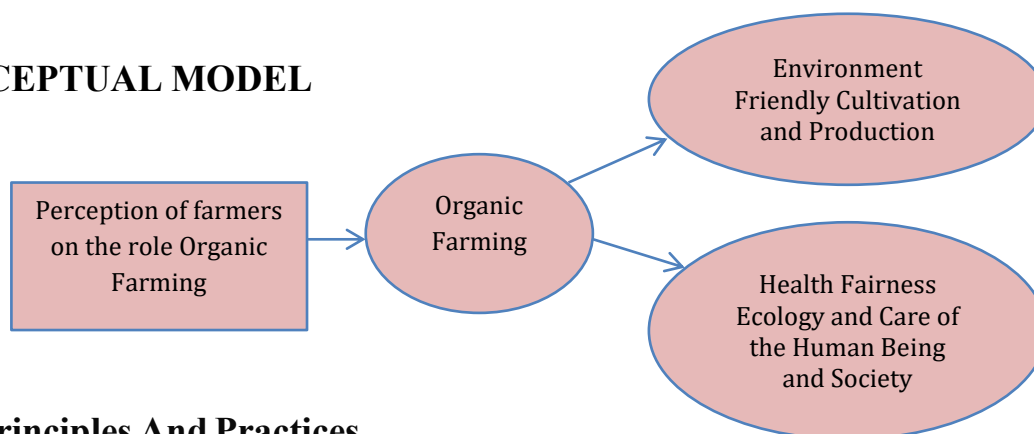 CEPTUAL MODEL
Perception of farmers
on the role Organic
Farming
Organic
Farming
Environment
Friendly Cultivation
and Production
Health Fairness
Ecology and Care of
the Human Being
and Society
rinciples And Practices